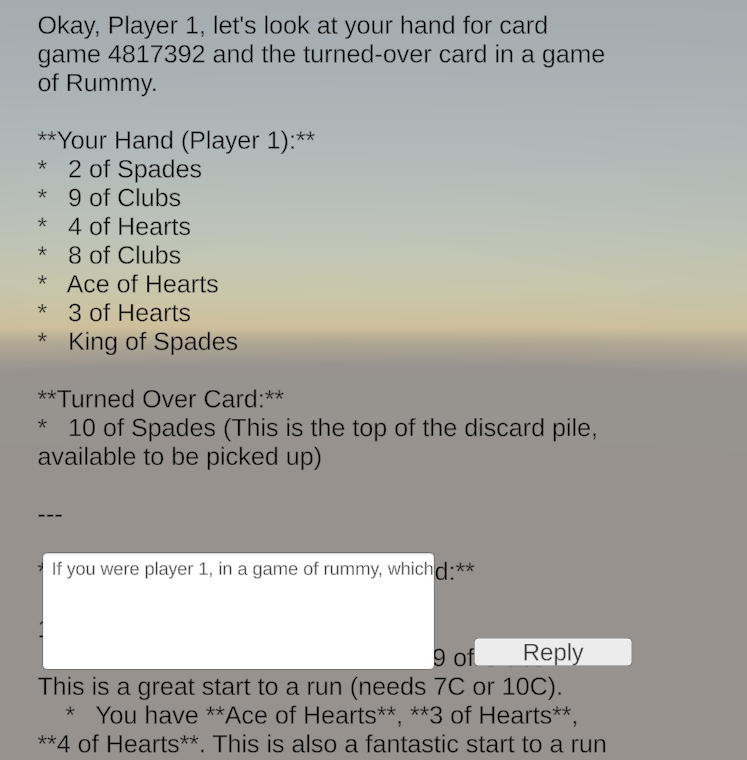 Okay, Player 1, let's look at your hand for card
game 4817392 and the turned-over card in a game
of Rummy.
**Your Hand (Player 1):**
*   2 of Spades
*   9 of Clubs
*   4 of Hearts
*   8 of Clubs
*   Ace of Hearts
*   3 of Hearts
*   King of Spades
**Turned Over Card:**
*   10 of Spades (This is the top of the discard pile,
available to be picked up)
---
If you were player 1, in a game of rummy, which
d:**
9 of
Reply
This is a great start to a run (needs 7C or 10C).
*   You have **Ace of Hearts**, **3 of Hearts**,
**4 of Hearts**. This is also a fantastic start to a run